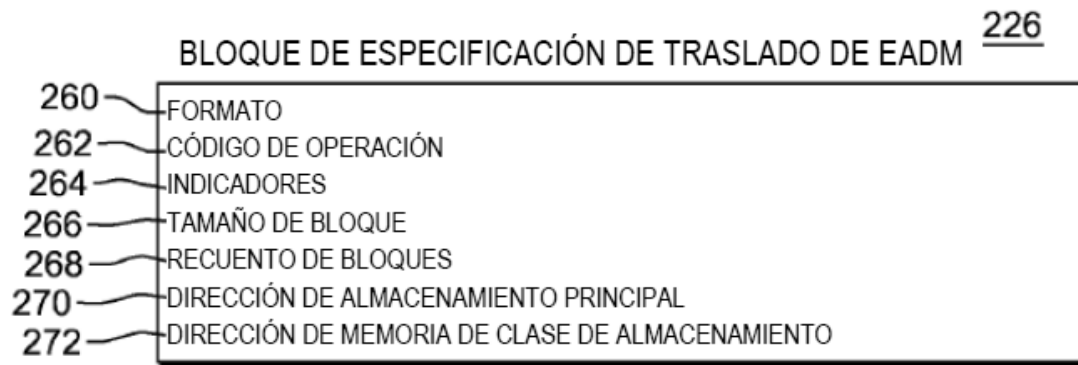 226
BLOQUE DE ESPECIFICACIÓN DE TRASLADO DE EADM
260 FORMATO
262 CÓDIGO DE OPERACIÓN
264 INDICADORES
266 TAMAÑO DE BLOQUE
268 RECUENTO DE BLOQUES
270 DIRECCIÓN DE ALMACENAMIENTO PRINCIPAL
272 DIRECCIÓN DE MEMORIA DE CLASE DE ALMACENAMIENTO